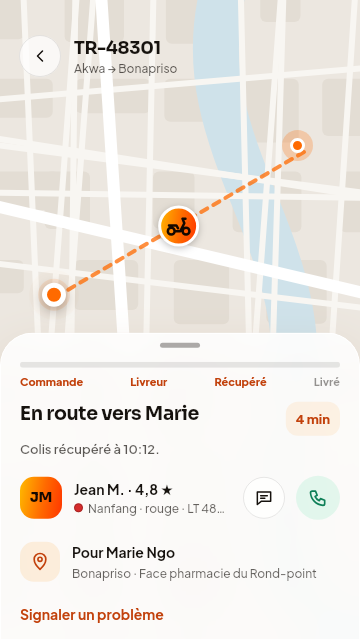 TR-48301
Akwa → Bonapriso
Commande Livreur Récupéré Livré
En route vers Marie
4 min
Colis récupéré à 10:12.
JM
Jean M. · 4,8 ★
Nanfang · rouge · LT 48…
Pour Marie Ngo
Bonapriso · Face pharmacie du Rond-point
Signaler un problème